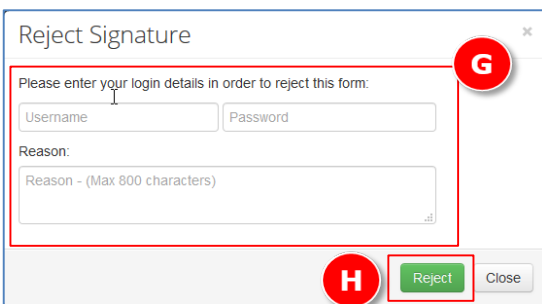 Reject Signature ×
G
Please enter your login details in order to reject this form:
Username Password
Reason:
Reason - (Max 800 characters)
H Reject Close